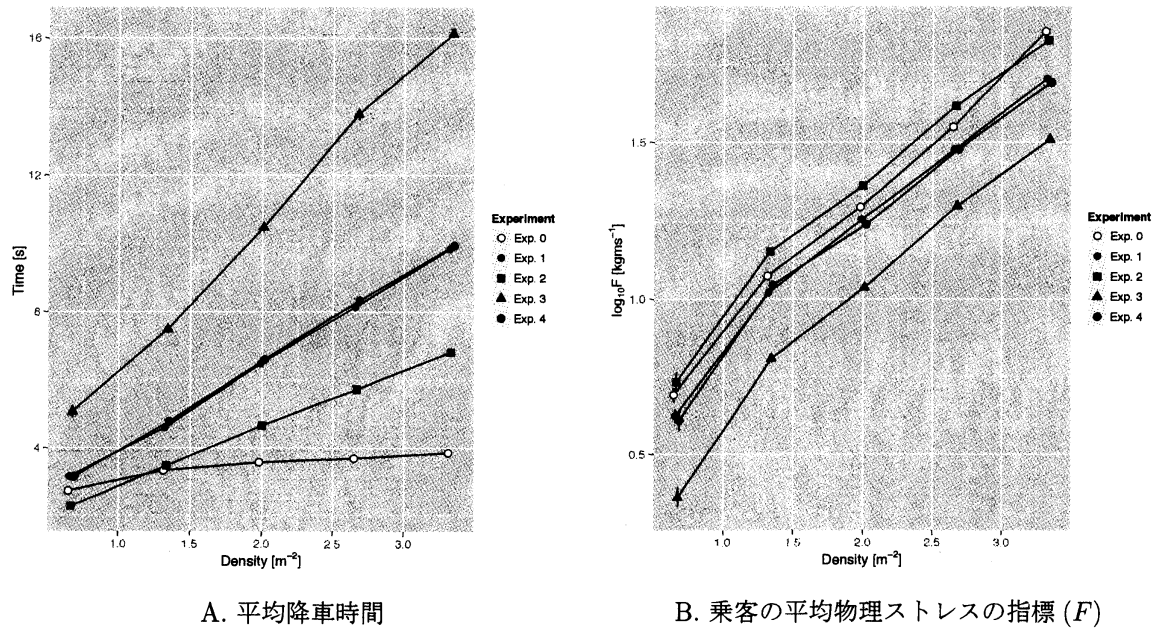 16
12
8
4
Time [s]
1.0
1.5
2.0
2.5
3.0
Density [m⁻²]
Experiment
Exp. 0
Exp. 1
Exp. 2
Exp. 3
Exp. 4
A. 平均降車時間
1.5
1.0
0.5
log₁₀F [kgms⁻¹]
1.0
1.5
2.0
2.5
3.0
Density [m⁻²]
Experiment
Exp. 0
Exp. 1
Exp. 2
Exp. 3
Exp. 4
B. 乗客の平均物理ストレスの指標 (F)